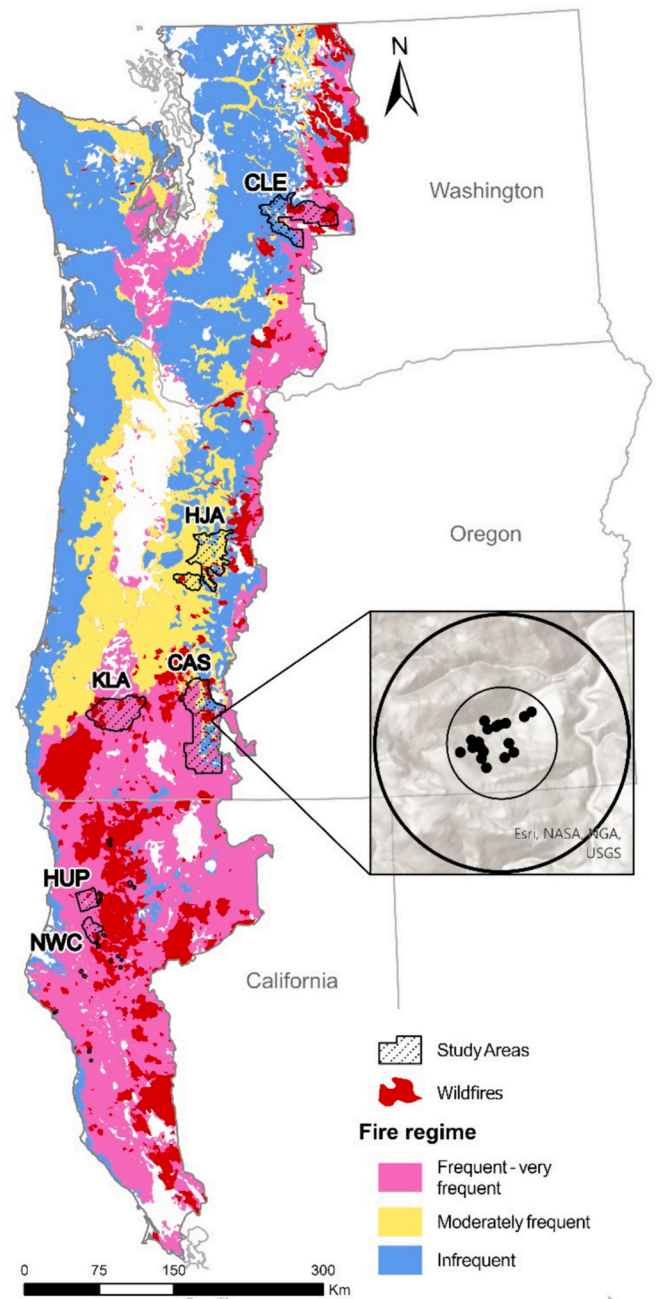 N
CLE
Washington
HJA
Oregon
CAS
KLA
Esri, NASA, NGA,
USGS
HUP
NWC
California
Study Areas
Wildfires
Fire regime
Frequent - very
frequent
Moderately frequent
Infrequent
0 75 150 300
Km